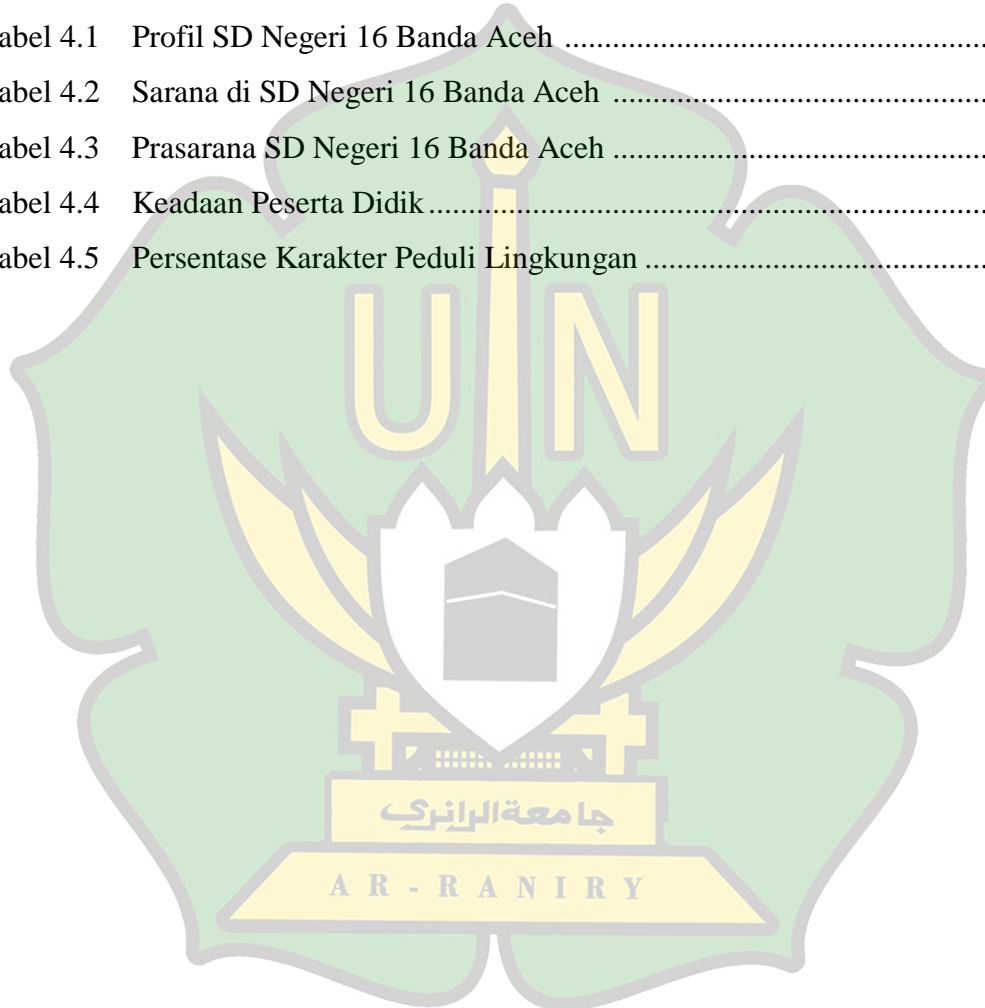 abel 4.1 Profil SD Negeri 16 Banda Aceh ....................................................
abel 4.2 Sarana di SD Negeri 16 Banda Aceh ..............................................
abel 4.3 Prasarana SD Negeri 16 Banda Aceh ..............................................
abel 4.4 Keadaan Peserta Didik ......................................................................
abel 4.5 Persentase Karakter Peduli Lingkungan ..........................................
UIN
جامعةالرانري
AR-RANIRY